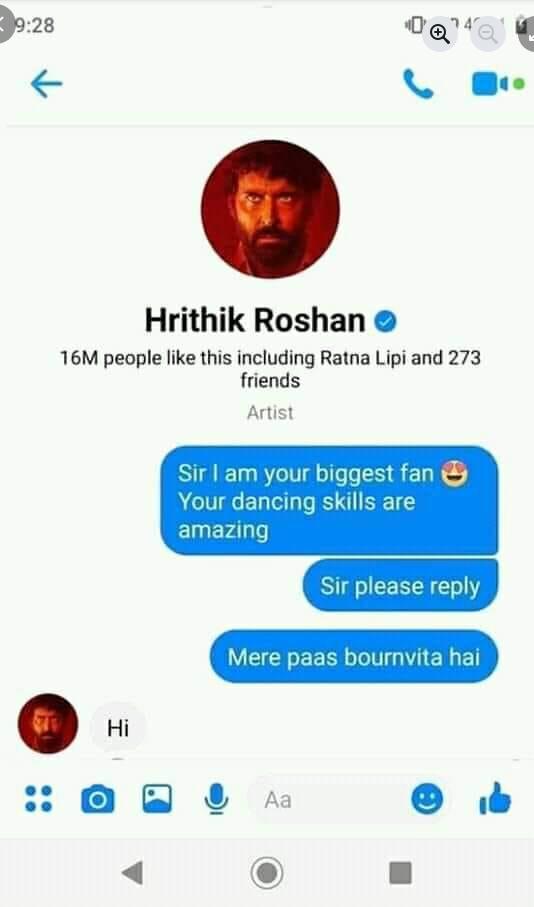 9:28
Hrithik Roshan
16M people like this including Ratna Lipi and 273
friends
Artist
Sir I am your biggest fan 😍
Your dancing skills are
amazing
Sir please reply
Mere paas bournvita hai
Hi
Aa